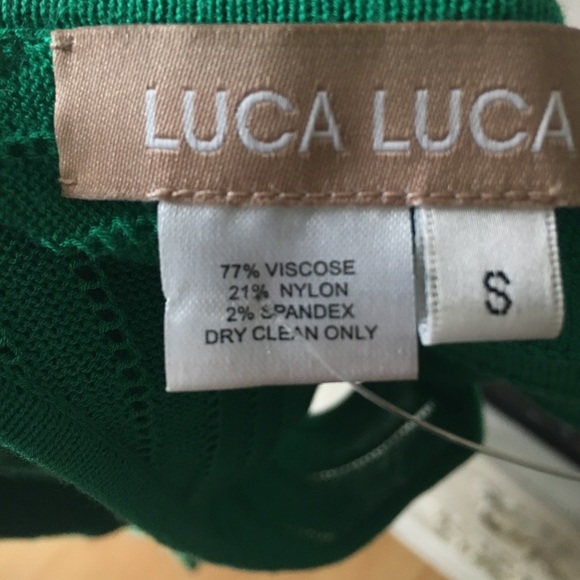 LUCA LUCA
77% VISCOSE
21% NYLON
2% SPANDEX
DRY CLEAN ONLY
S